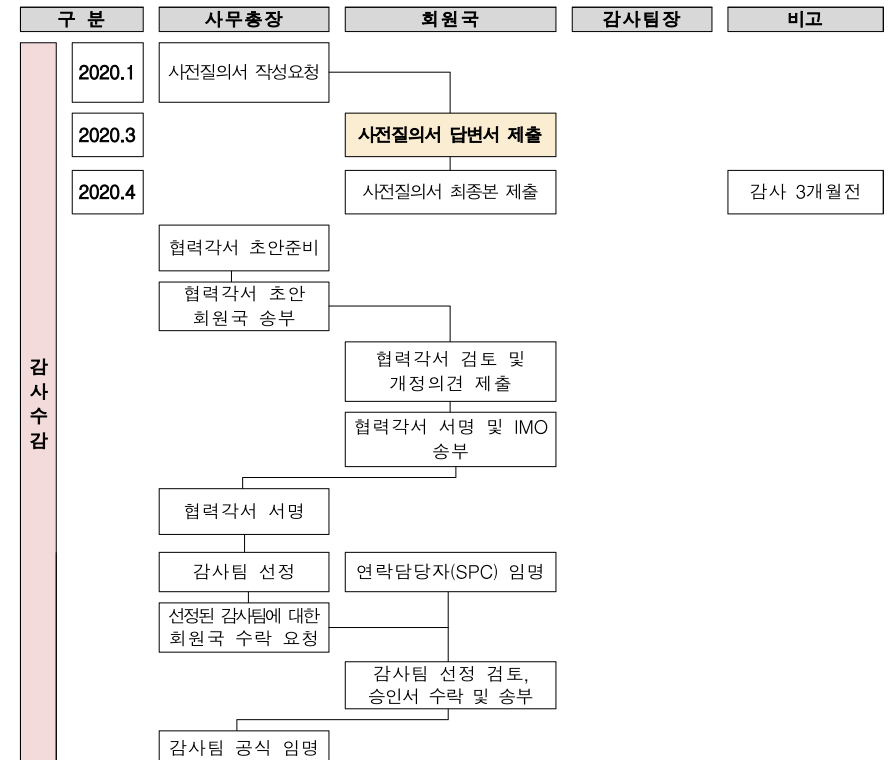 구 분
사무총장
회원국
감사팀장
비고
감
사
수
감
2020.1
사전질의서 작성요청
2020.3
사전질의서 답변서 제출
2020.4
사전질의서 최종본 제출
감사 3개월전
협력각서 초안준비
협력각서 초안
회원국 송부
협력각서 검토 및
개정의견 제출
협력각서 서명 및 IMO
송부
협력각서 서명
감사팀 선정
연락담당자(SPC) 임명
선정된 감사팀에 대한
회원국 수락 요청
감사팀 선정 검토,
승인서 수락 및 송부
감사팀 공식 임명